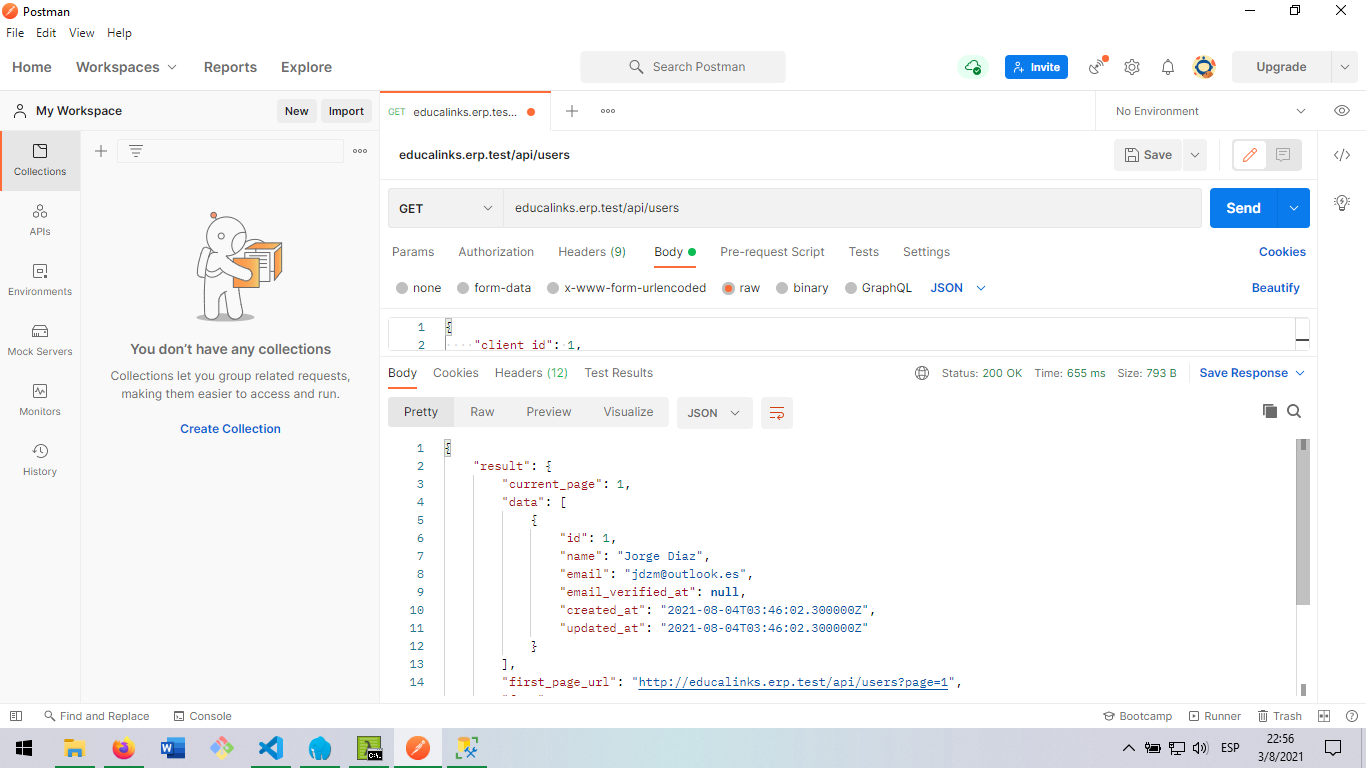 Postman
File Edit View Help
Home Workspaces Reports Explore Search Postman Invite Upgrade
My Workspace New Import GET educalinks.erp.tes... No Environment
Collections
educalinks.erp.test/api/users Save
GET educalinks.erp.test/api/users Send
APIs
Params Authorization Headers (9) Body Pre-request Script Tests Settings Cookies
Environments
none form-data x-www-form-urlencoded raw binary GraphQL JSON Beautify
1 {
2 "client_id": 1,
Mock Servers
You don't have any collections
Collections let you group related requests,
making them easier to access and run.
Create Collection
Monitors
History
Body Cookies Headers (12) Test Results Status: 200 OK Time: 655 ms Size: 793 B Save Response
Pretty Raw Preview Visualize JSON
1 {
2 "result": {
3 "current_page": 1,
4 "data": [
5 {
6 "id": 1,
7 "name": "Jorge Diaz",
8 "email": "jdzm@outlook.es",
9 "email_verified_at": null,
10 "created_at": "2021-08-04T03:46:02.300000Z",
11 "updated_at": "2021-08-04T03:46:02.300000Z"
12 }
13 ],
14 "first_page_url": "http://educalinks.erp.test/api/users?page=1",
Find and Replace Console Bootcamp Runner Trash
ESP 22:56
3/8/2021